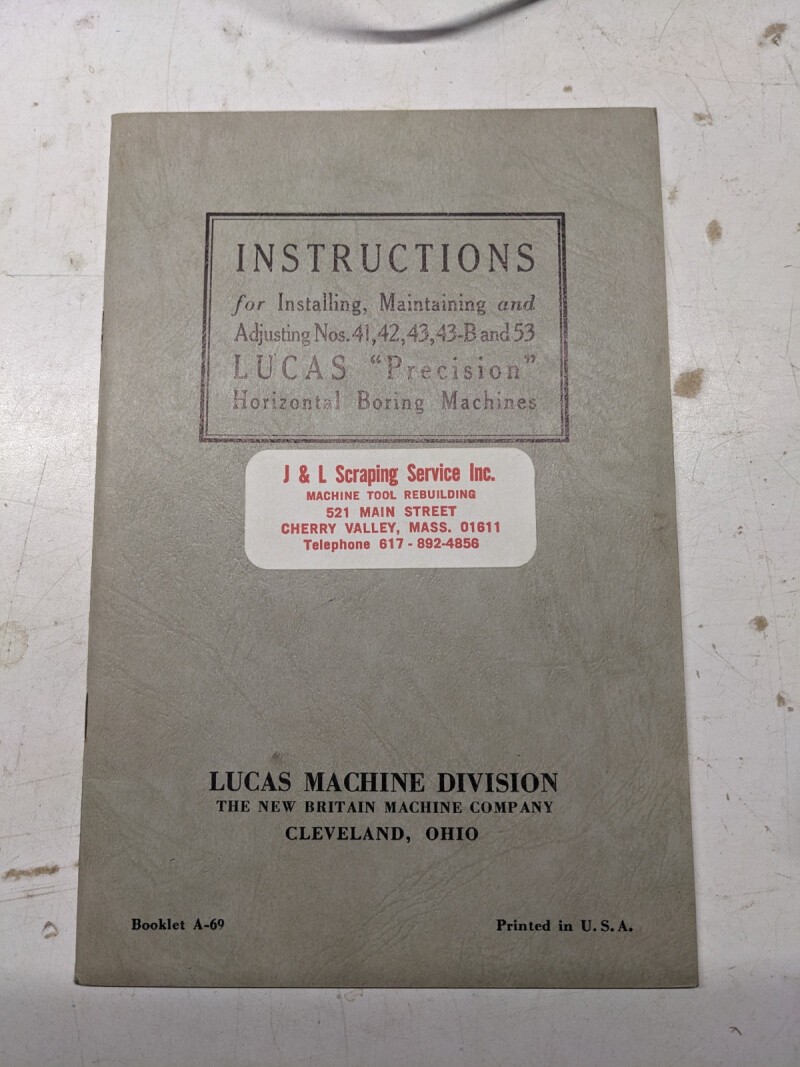 INSTRUCTIONS
for Installing, Maintaining and
Adjusting Nos. 41, 42, 43, 43-B and 53
LUCAS "Precision"
Horizontal Boring Machines
J & L Scraping Service Inc.
MACHINE TOOL REBUILDING
521 MAIN STREET
CHERRY VALLEY, MASS. 01611
Telephone 617 - 892-4856
LUCAS MACHINE DIVISION
THE NEW BRITAIN MACHINE COMPANY
CLEVELAND, OHIO
Booklet A-69
Printed in U. S. A.